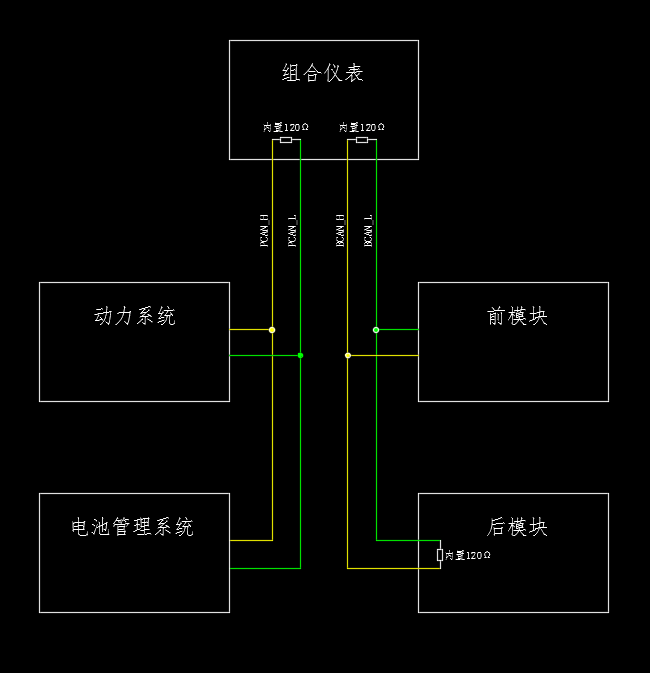 组合仪表
内置120Ω
内置120Ω
PCAN_H
PCAN_L
BCAN_H
BCAN_L
动力系统
前模块
电池管理系统
后模块
内置120Ω